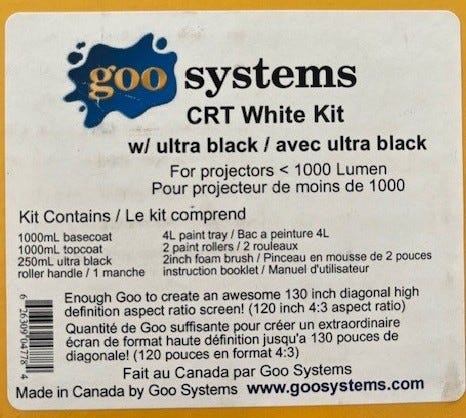 goo systems
CRT White Kit
w/ ultra black / avec ultra black
For projectors < 1000 Lumen
Pour projecteur de moins de 1000
Kit Contains / Le kit comprend
1000mL basecoat 4L paint tray / Bac a peinture 4L
1000mL topcoat 2 paint rollers / 2 rouleaux
250mL ultra black 2inch foam brush / Pinceau en mousse de 2 pouces
roller handle / 1 manche instruction booklet / Manuel d'utilisateur
Enough Goo to create an awesome 130 inch diagonal high
definition aspect ratio screen! (120 inch 4:3 aspect ratio)
Quantité de Goo suffisante pour créer un extraordinaire
écran de format haute définition jusqu'a 130 pouces de
diagonale! (120 pouces en format 4:3)
Fait au Canada par Goo Systems
Made in Canada by Goo Systems www.goosystems.com
6 26309 04778 4